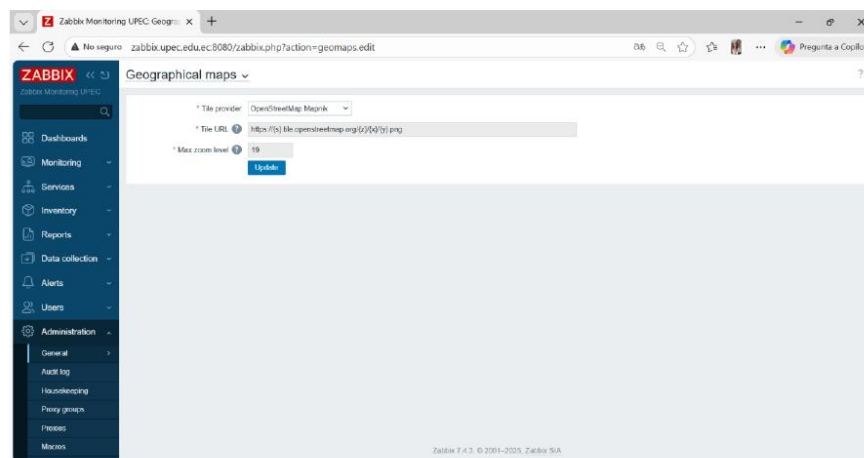 Zabbix Monitoring UPEC: Geogra
No seguro zabbix.upec.edu.ec:8080/zabbix.php?action=geomaps.edit
Pregunta a Copilo
ZABBIX
Zabbix Monitoring UPEC
Geographical maps
?
* Tile provider OpenStreetMap Mapnik
* Tile URL ? https://{s}.tile.openstreetmap.org/{z}/{x}/{y}.png
* Max zoom level ? 19
Update
Dashboards
Monitoring
Services
Inventory
Reports
Data collection
Alerts
Users
Administration
General
Audit log
Housekeeping
Proxy groups
Proxies
Macros
Zabbix 7.4.3. © 2001–2025, Zabbix SIA